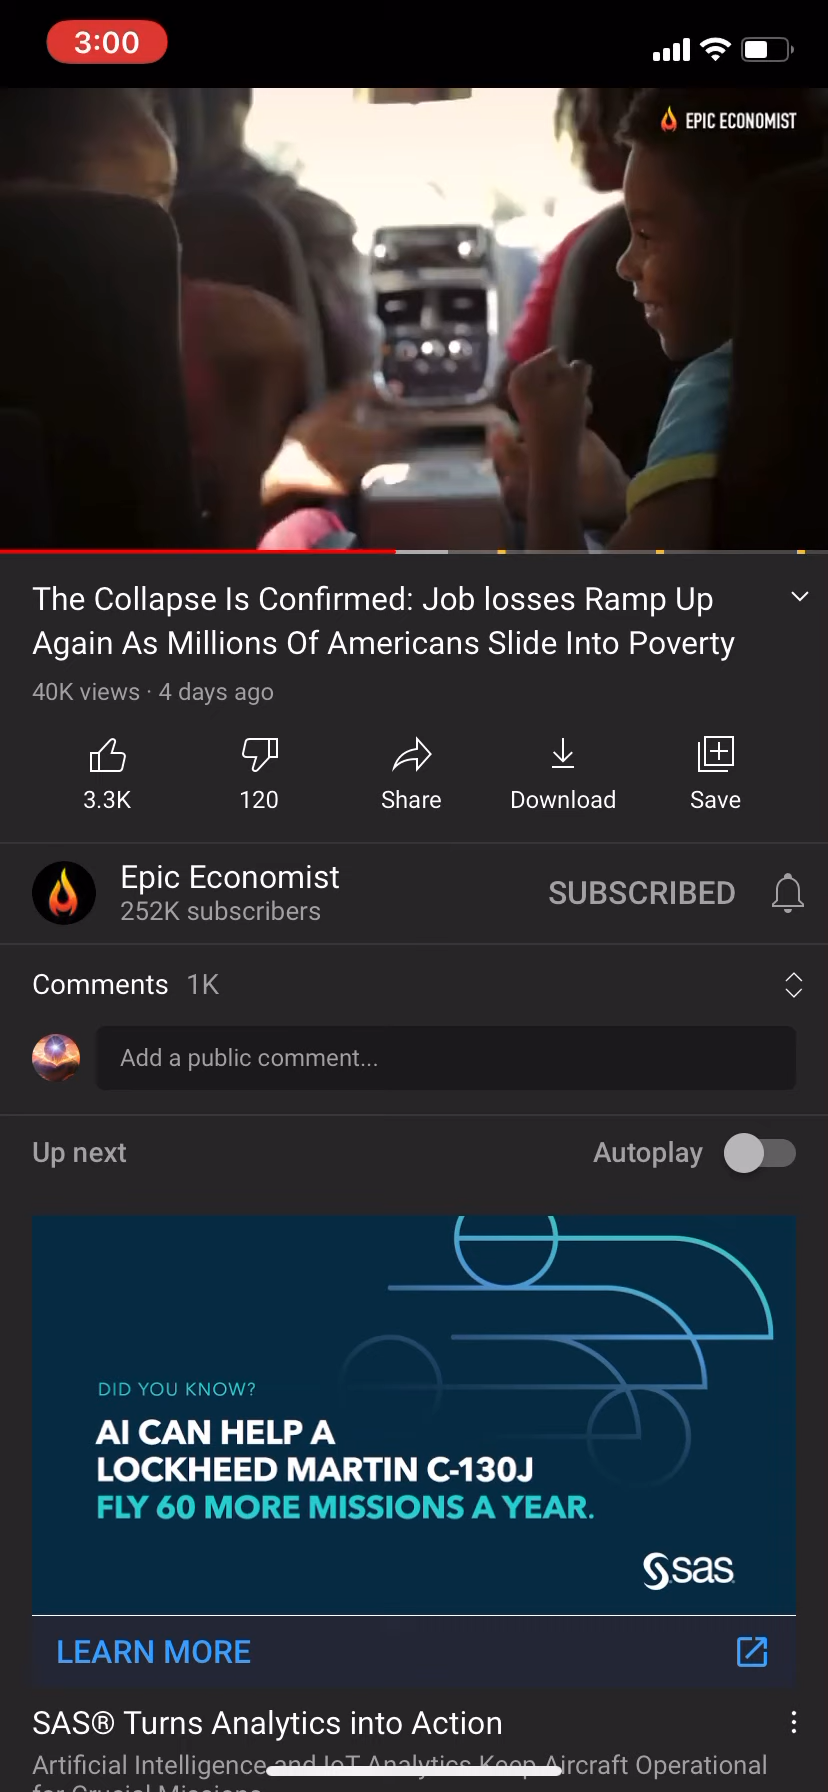 3:00
EPIC ECONOMIST
The Collapse Is Confirmed: Job losses Ramp Up
Again As Millions Of Americans Slide Into Poverty
40K views · 4 days ago
3.3K
120
Share
Download
Save
Epic Economist
252K subscribers
SUBSCRIBED
Comments 1K
Add a public comment...
Up next
Autoplay
DID YOU KNOW?
AI CAN HELP A
LOCKHEED MARTIN C-130J
FLY 60 MORE MISSIONS A YEAR.
sas
LEARN MORE
SAS® Turns Analytics into Action
Artificial Intelligence and IoT Analytics Keep Aircraft Operational
for Crucial Missions